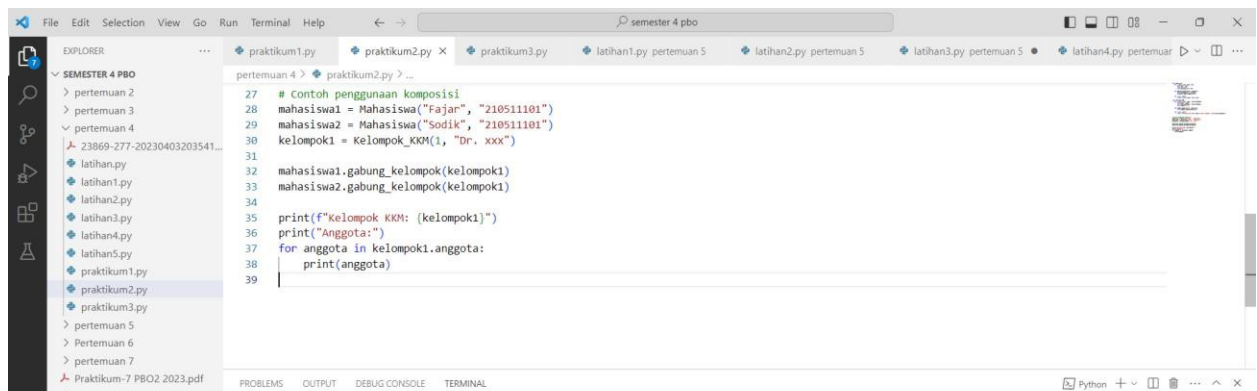 File Edit Selection View Go Run Terminal Help
semester 4 pbo
EXPLORER
praktikum1.py praktikum2.py praktikum3.py latihan1.py pertemuan 5 latihan2.py pertemuan 5 latihan3.py pertemuan 5 latihan4.py pertemuar
SEMESTER 4 PBO
pertemuan 2
pertemuan 3
pertemuan 4
23869-277-20230403203541...
latihan.py
latihan1.py
latihan2.py
latihan3.py
latihan4.py
latihan5.py
praktikum1.py
praktikum2.py
praktikum3.py
pertemuan 5
Pertemuan 6
pertemuan 7
Praktikum-7 PBO2 2023.pdf
7
pertemuan 4 > praktikum2.py > ...
27 # Contoh penggunaan komposisi
28 mahasiswa1 = Mahasiswa("Fajar", "210511101")
29 mahasiswa2 = Mahasiswa("Sodik", "210511101")
30 kelompok1 = Kelompok_KKM(1, "Dr. xxx")
31
32 mahasiswa1.gabung_kelompok(kelompok1)
33 mahasiswa2.gabung_kelompok(kelompok1)
34
35 print(f"Kelompok KKM: {kelompok1}")
36 print("Anggota:")
37 for anggota in kelompok1.anggota:
38     print(anggota)
39
PROBLEMS OUTPUT DEBUG CONSOLE TERMINAL
Python